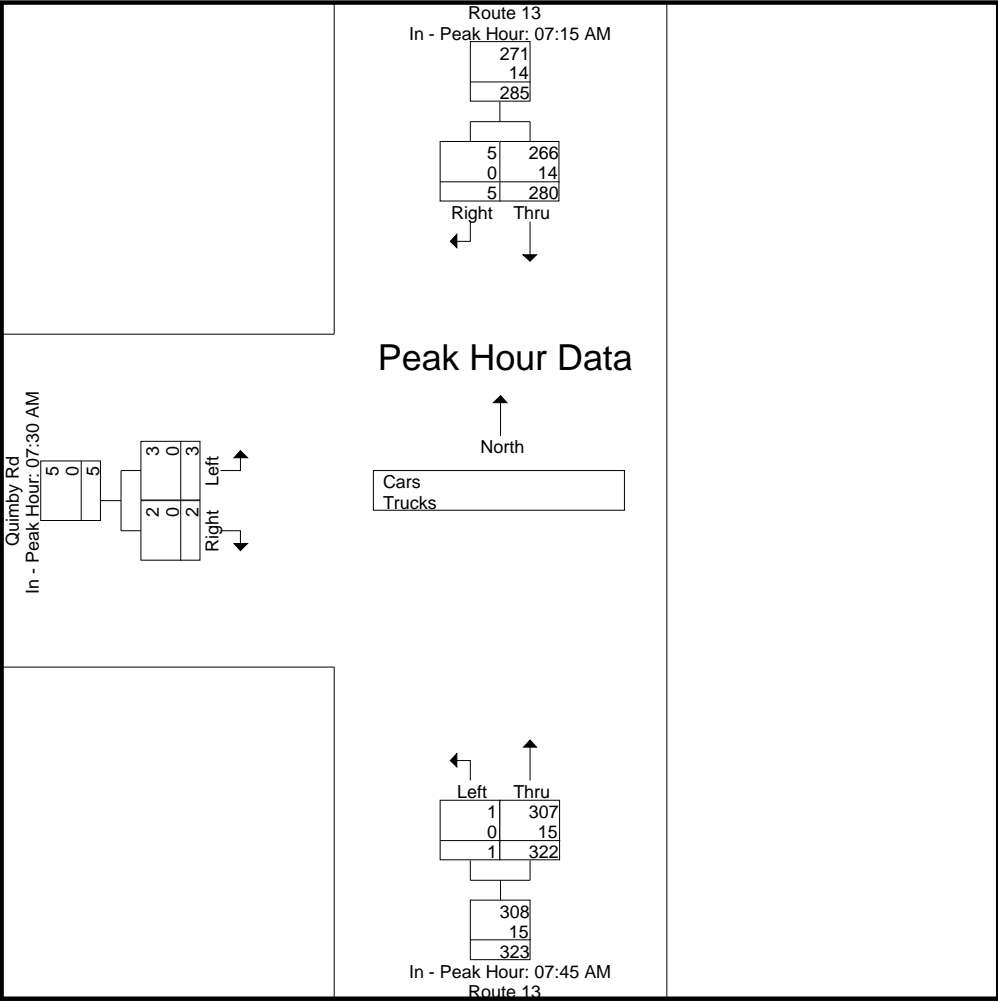 Route 13
In - Peak Hour: 07:15 AM
271
14
285
5 266
0 14
5 280
Right Thru
Peak Hour Data
North
Cars
Trucks
Quimby Rd
In - Peak Hour: 07:30 AM
5
0
5
3
0
3
Left
2
0
2
Right
Left Thru
1 307
0 15
1 322
308
15
323
In - Peak Hour: 07:45 AM
Route 13